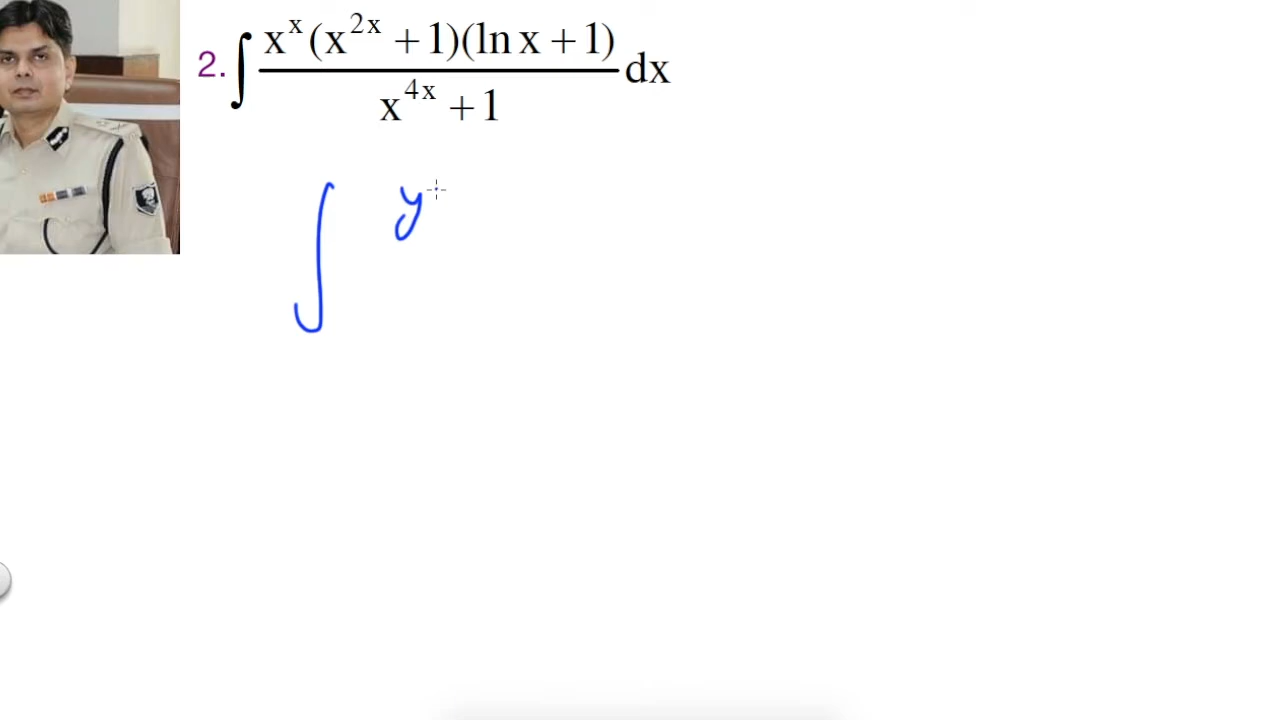 2. ∫ x^x (x^{2x} + 1)(ln x + 1) / (x^{4x} + 1) dx
∫ y